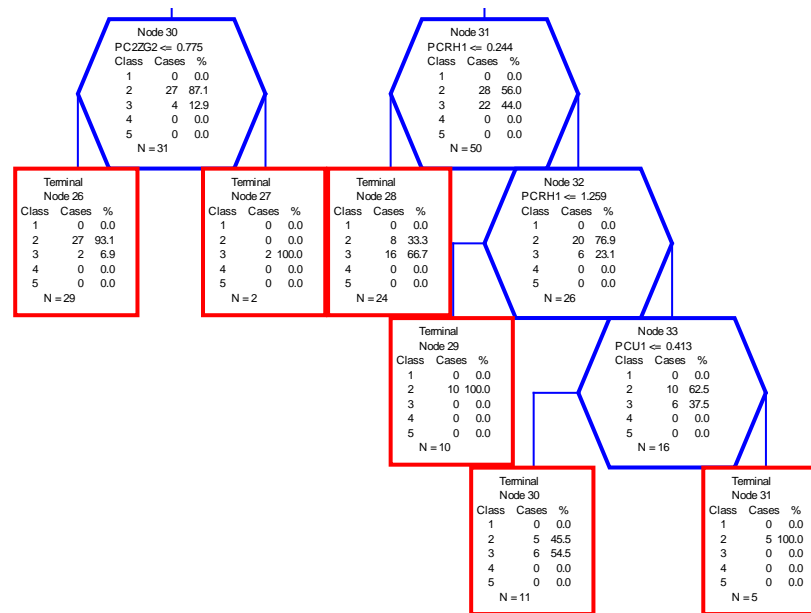 Node 30
PC2ZG2 <= 0.775
Class Cases %
1 0 0.0
2 27 87.1
3 4 12.9
4 0 0.0
5 0 0.0
N = 31
Node 31
PCRH1 <= 0.244
Class Cases %
1 0 0.0
2 28 56.0
3 22 44.0
4 0 0.0
5 0 0.0
N = 50
Terminal
Node 26
Class Cases %
1 0 0.0
2 27 93.1
3 2 6.9
4 0 0.0
5 0 0.0
N = 29
Terminal
Node 27
Class Cases %
1 0 0.0
2 0 0.0
3 2 100.0
4 0 0.0
5 0 0.0
N = 2
Terminal
Node 28
Class Cases %
1 0 0.0
2 8 33.3
3 16 66.7
4 0 0.0
5 0 0.0
N = 24
Node 32
PCRH1 <= 1.259
Class Cases %
1 0 0.0
2 20 76.9
3 6 23.1
4 0 0.0
5 0 0.0
N = 26
Terminal
Node 29
Class Cases %
1 0 0.0
2 10 100.0
3 0 0.0
4 0 0.0
5 0 0.0
N = 10
Node 33
PCU1 <= 0.413
Class Cases %
1 0 0.0
2 10 62.5
3 6 37.5
4 0 0.0
5 0 0.0
N = 16
Terminal
Node 30
Class Cases %
1 0 0.0
2 5 45.5
3 6 54.5
4 0 0.0
5 0 0.0
N = 11
Terminal
Node 31
Class Cases %
1 0 0.0
2 5 100.0
3 0 0.0
4 0 0.0
5 0 0.0
N = 5